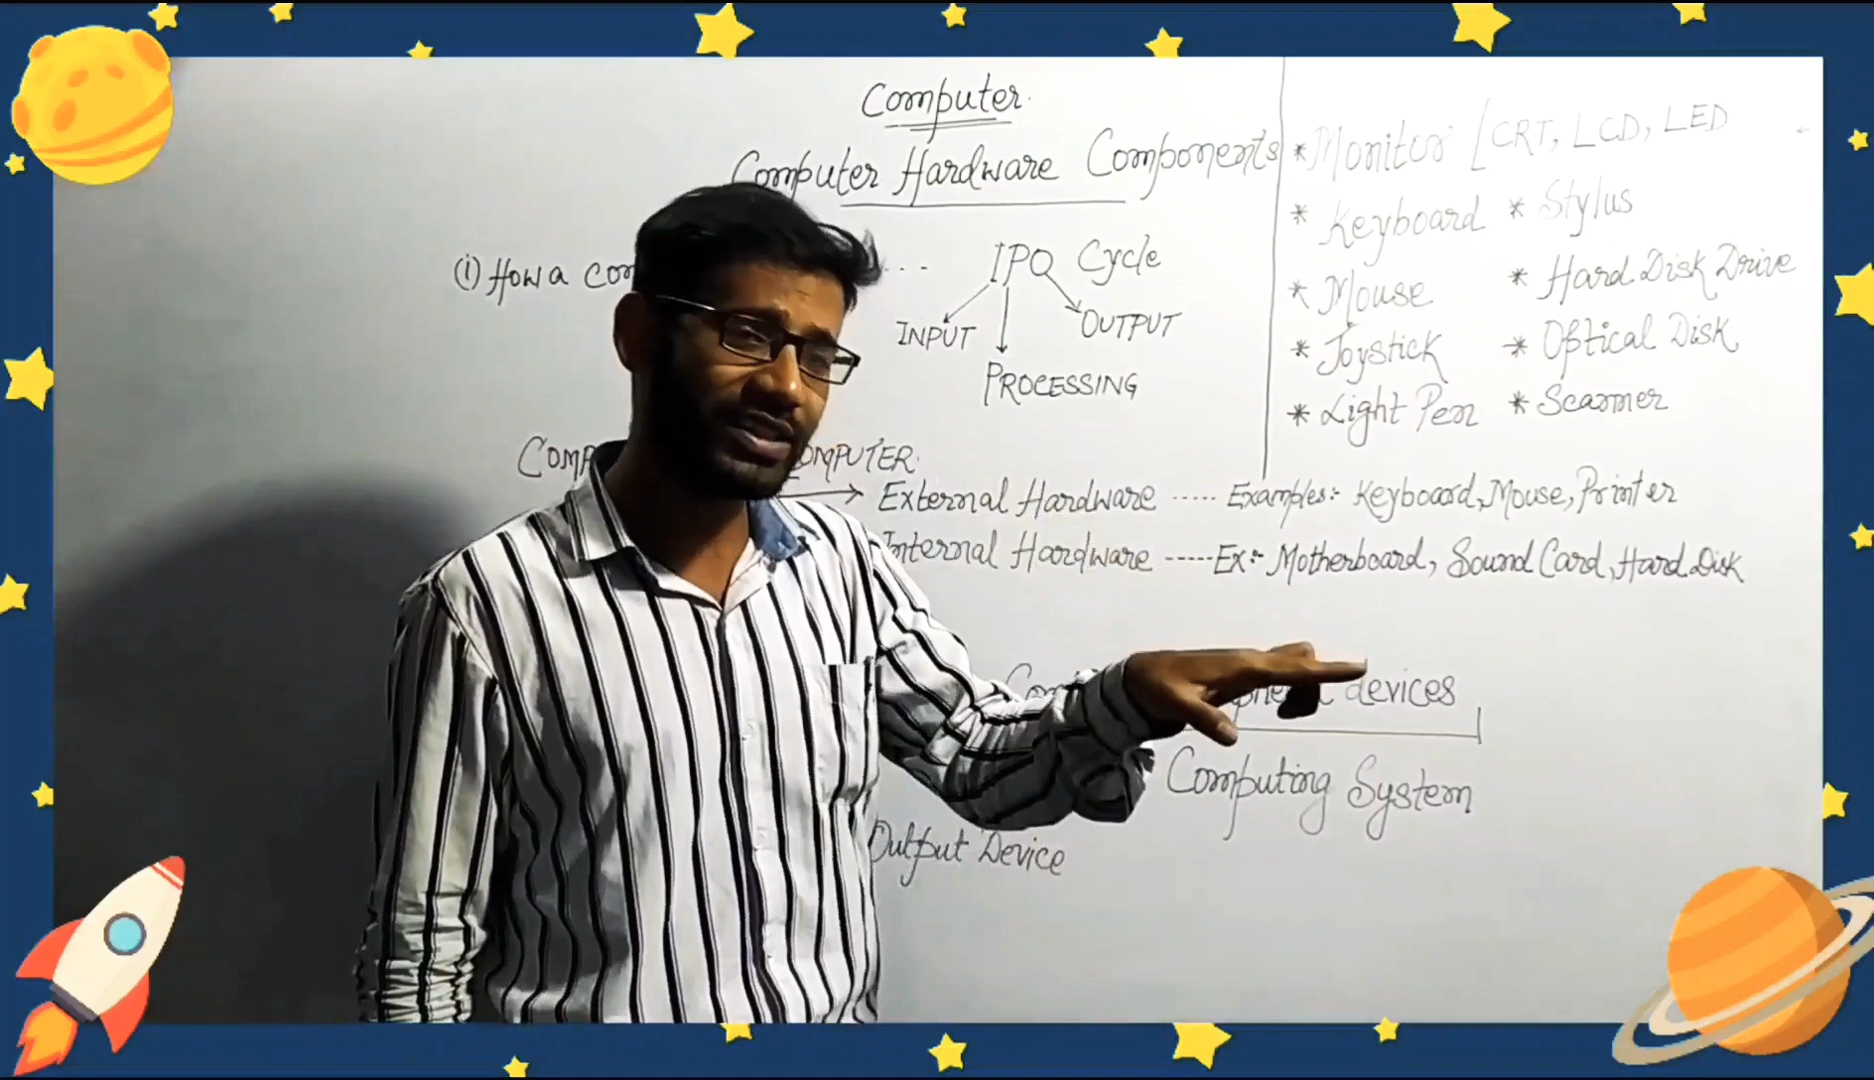 Computer.
Computer Hardware Components
(i) How a
IPO Cycle
INPUT
OUTPUT
PROCESSING
COMPUTER.
External Hardware ..... Examples:- Keyboard, Mouse, Printer
Internal Hardware -----Ex:- Motherboard, Sound Card, Hard Disk
devices
Computing System
Output Device
* Monitor [CRT, LCD, LED
* Keyboard * Stylus
* Mouse * Hard Disk Drive
* Joystick * Optical Disk
* Light Pen * Scanner